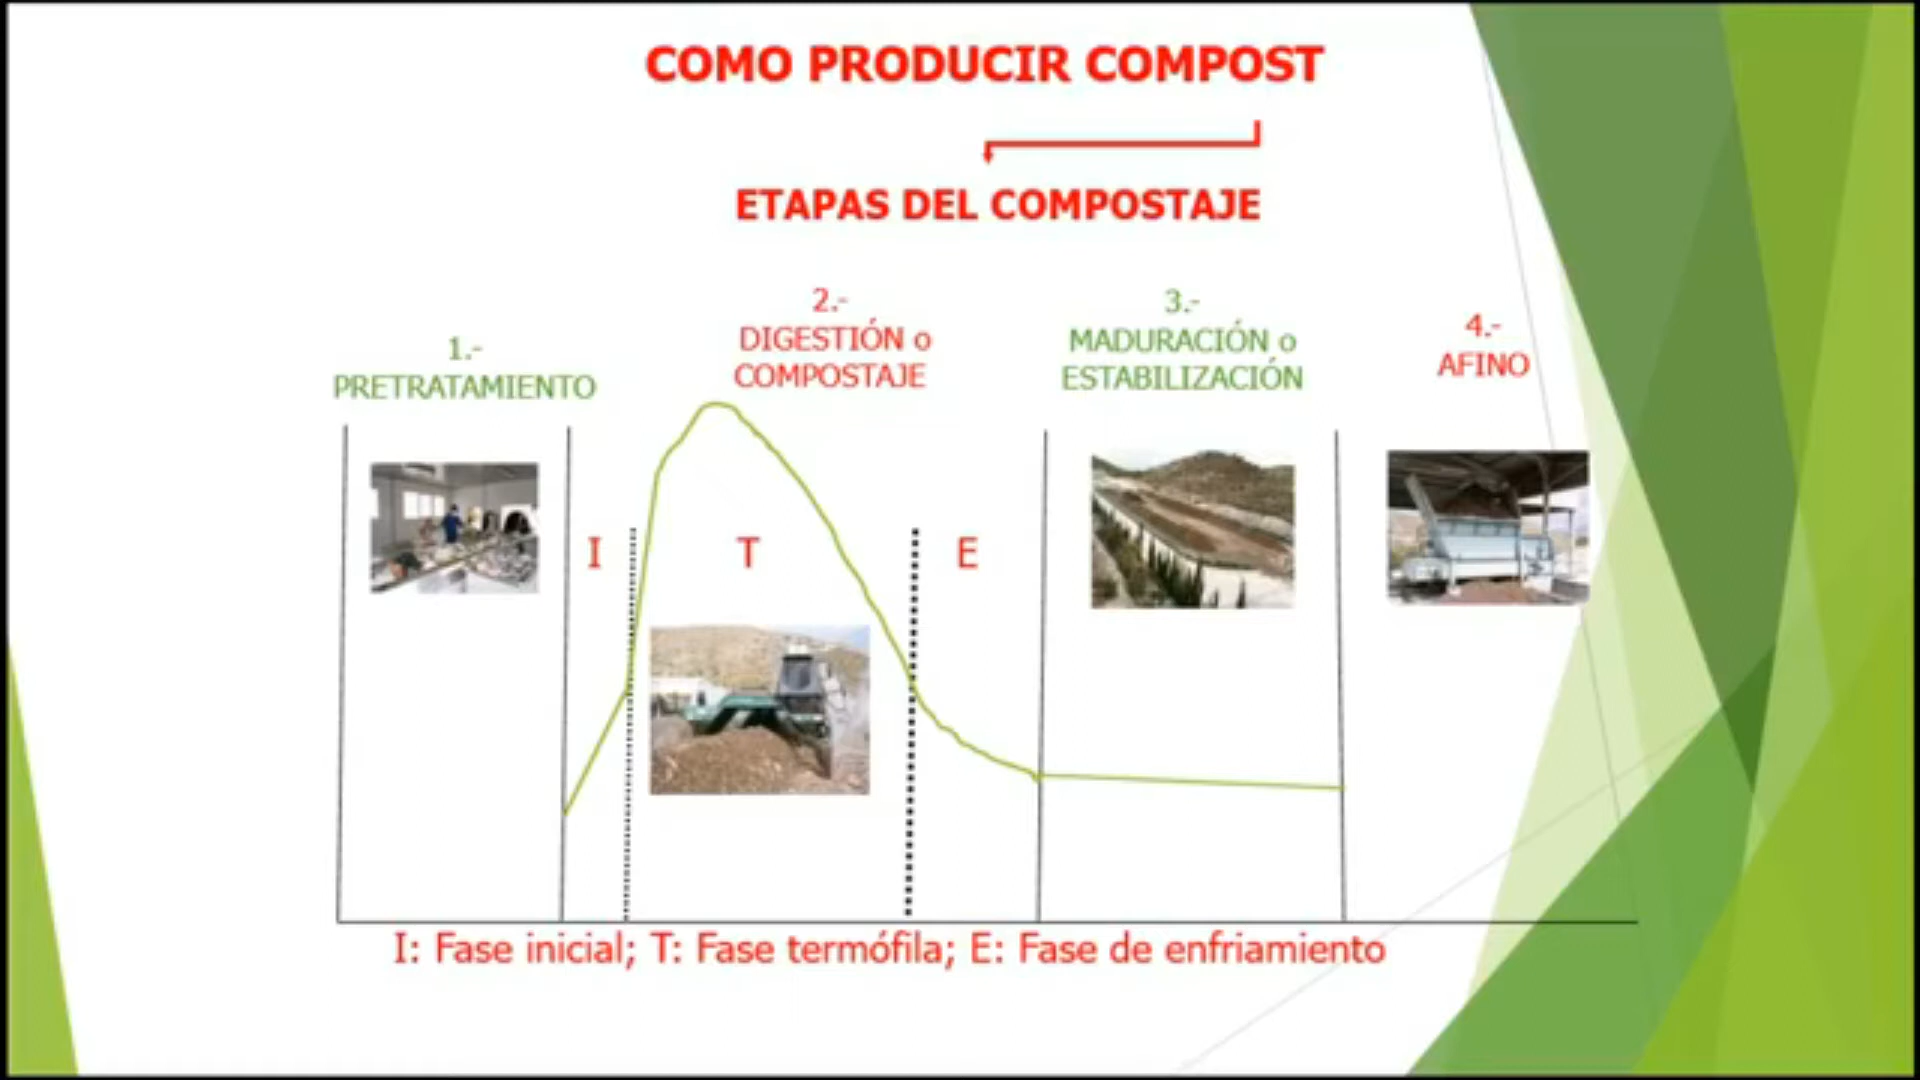 COMO PRODUCIR COMPOST
ETAPAS DEL COMPOSTAJE
1.-
PRETRATAMIENTO
2.-
DIGESTIÓN o
COMPOSTAJE
3.-
MADURACIÓN o
ESTABILIZACIÓN
4.-
AFINO
I
T
E
I: Fase inicial; T: Fase termófila; E: Fase de enfriamiento